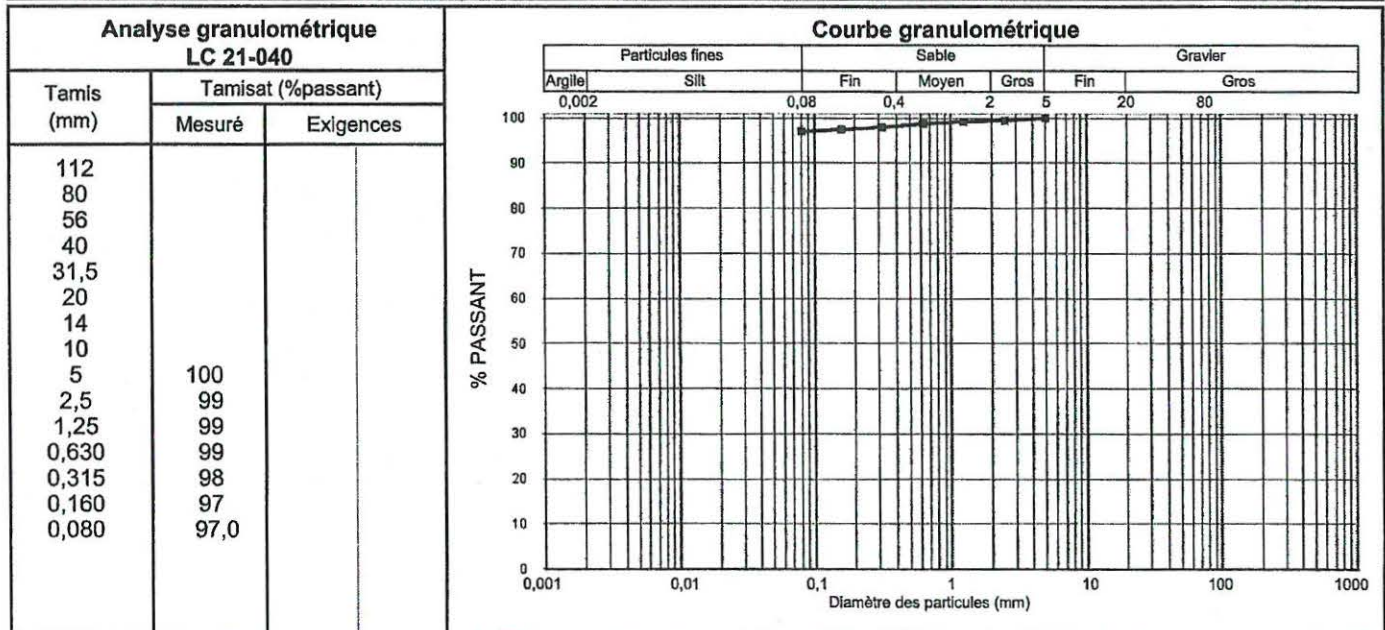 Analyse granulométrique
LC 21-040
Tamis
(mm)
Tamisat (%passant)
Mesuré Exigences
112
80
56
40
31,5
20
14
10
5 100
2,5 99
1,25 99
0,630 99
0,315 98
0,160 97
0,080 97,0
Courbe granulométrique
Particules fines Sable Gravier
Argile Silt Fin Moyen Gros Fin Gros
0,002 0,08 0,4 2 5 20 80
% PASSANT
100
90
80
70
60
50
40
30
20
10
0
0,001 0,01 0,1 1 10 100 1000
Diamètre des particules (mm)